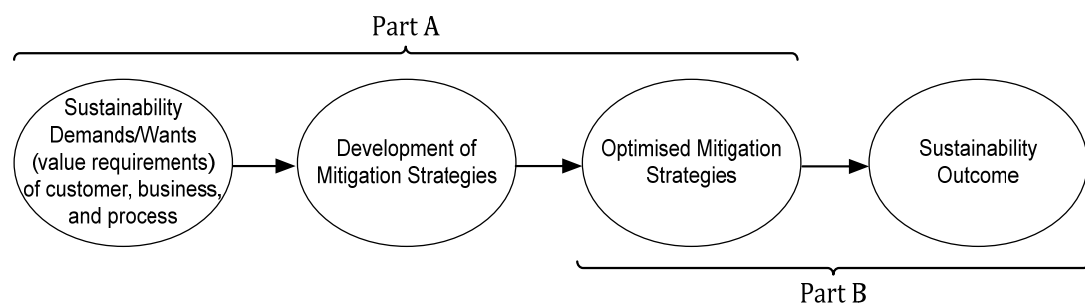 Part A
Sustainability
Demands/Wants
(value requirements)
of customer, business,
and process
Development of
Mitigation Strategies
Optimised Mitigation
Strategies
Sustainability
Outcome
Part B